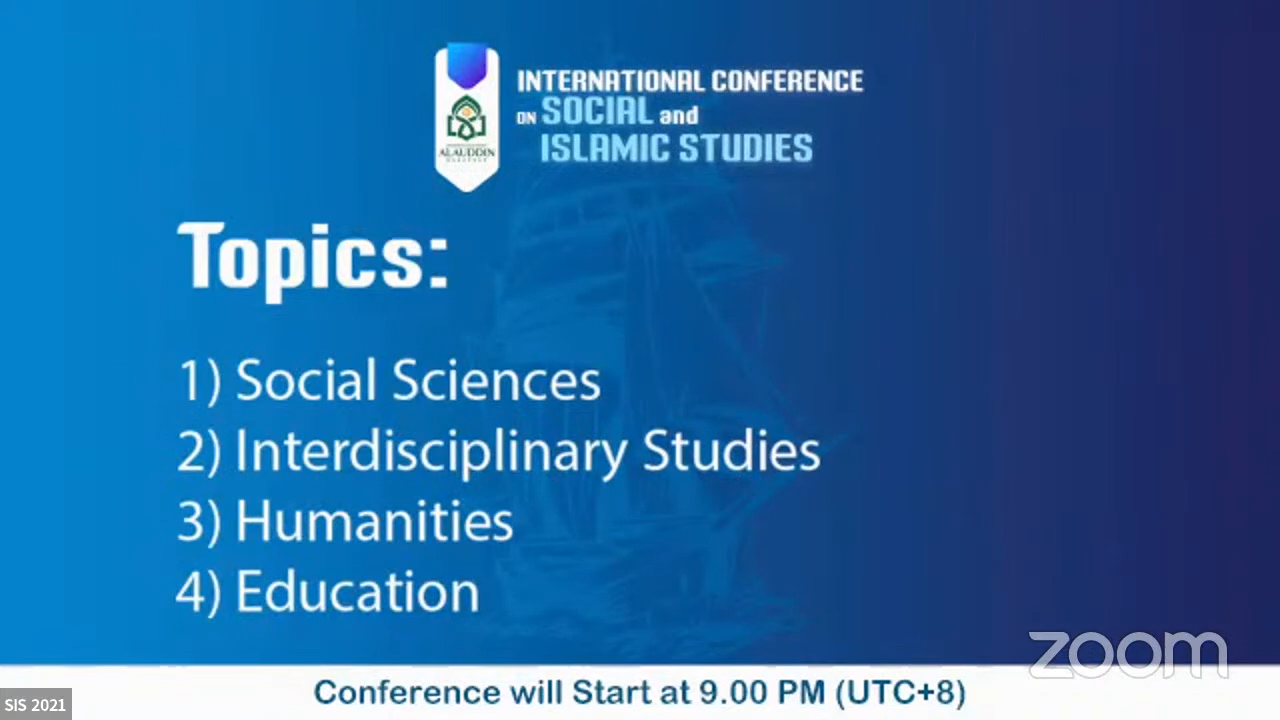 INTERNATIONAL CONFERENCE
ON SOCIAL and
ISLAMIC STUDIES
ALAUDDIN
Topics:
1) Social Sciences
2) Interdisciplinary Studies
3) Humanities
4) Education
zoom
Conference will Start at 9.00 PM (UTC+8)
SIS 2021